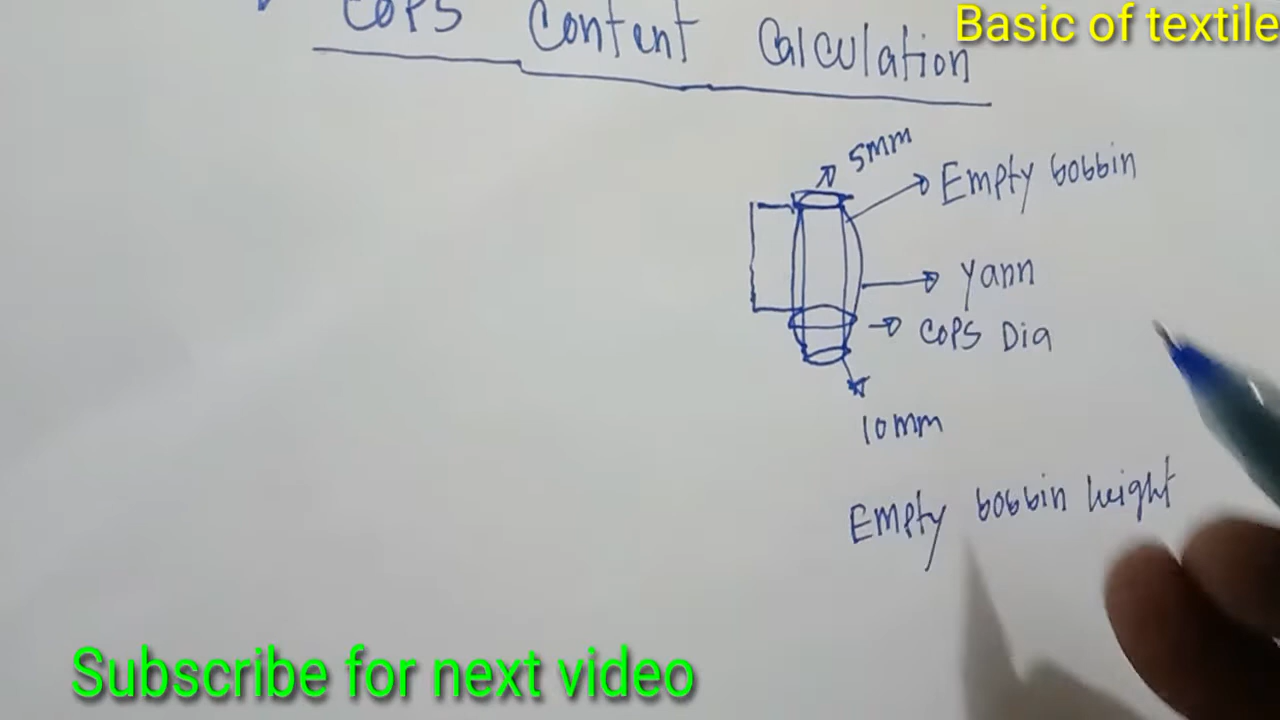 Basic of textile
COPS Content Calculation
5mm
Empty bobbin
Yann
COPS Dia
10mm
Empty bobbin height
Subscribe for next video